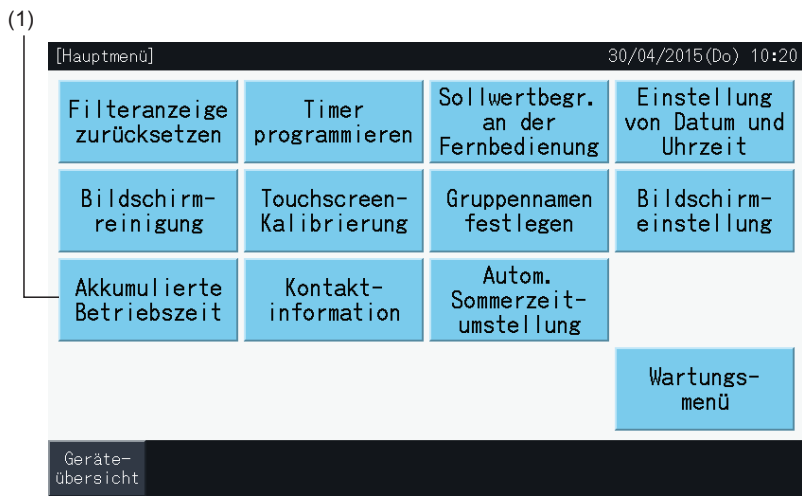 (1)
[Hauptmenü] 30/04/2015(Do) 10:20
Filteranzeige
zurücksetzen
Timer
programmieren
Sollwertbegr.
an der
Fernbedienung
Einstellung
von Datum und
Uhrzeit
Bildschirm-
reinigung
Touchscreen-
Kalibrierung
Gruppennamen
festlegen
Bildschirm-
einstellung
Akkumulierte
Betriebszeit
Kontakt-
information
Autom.
Sommerzeit-
umstellung
Wartungs-
menü
Geräte-
übersicht